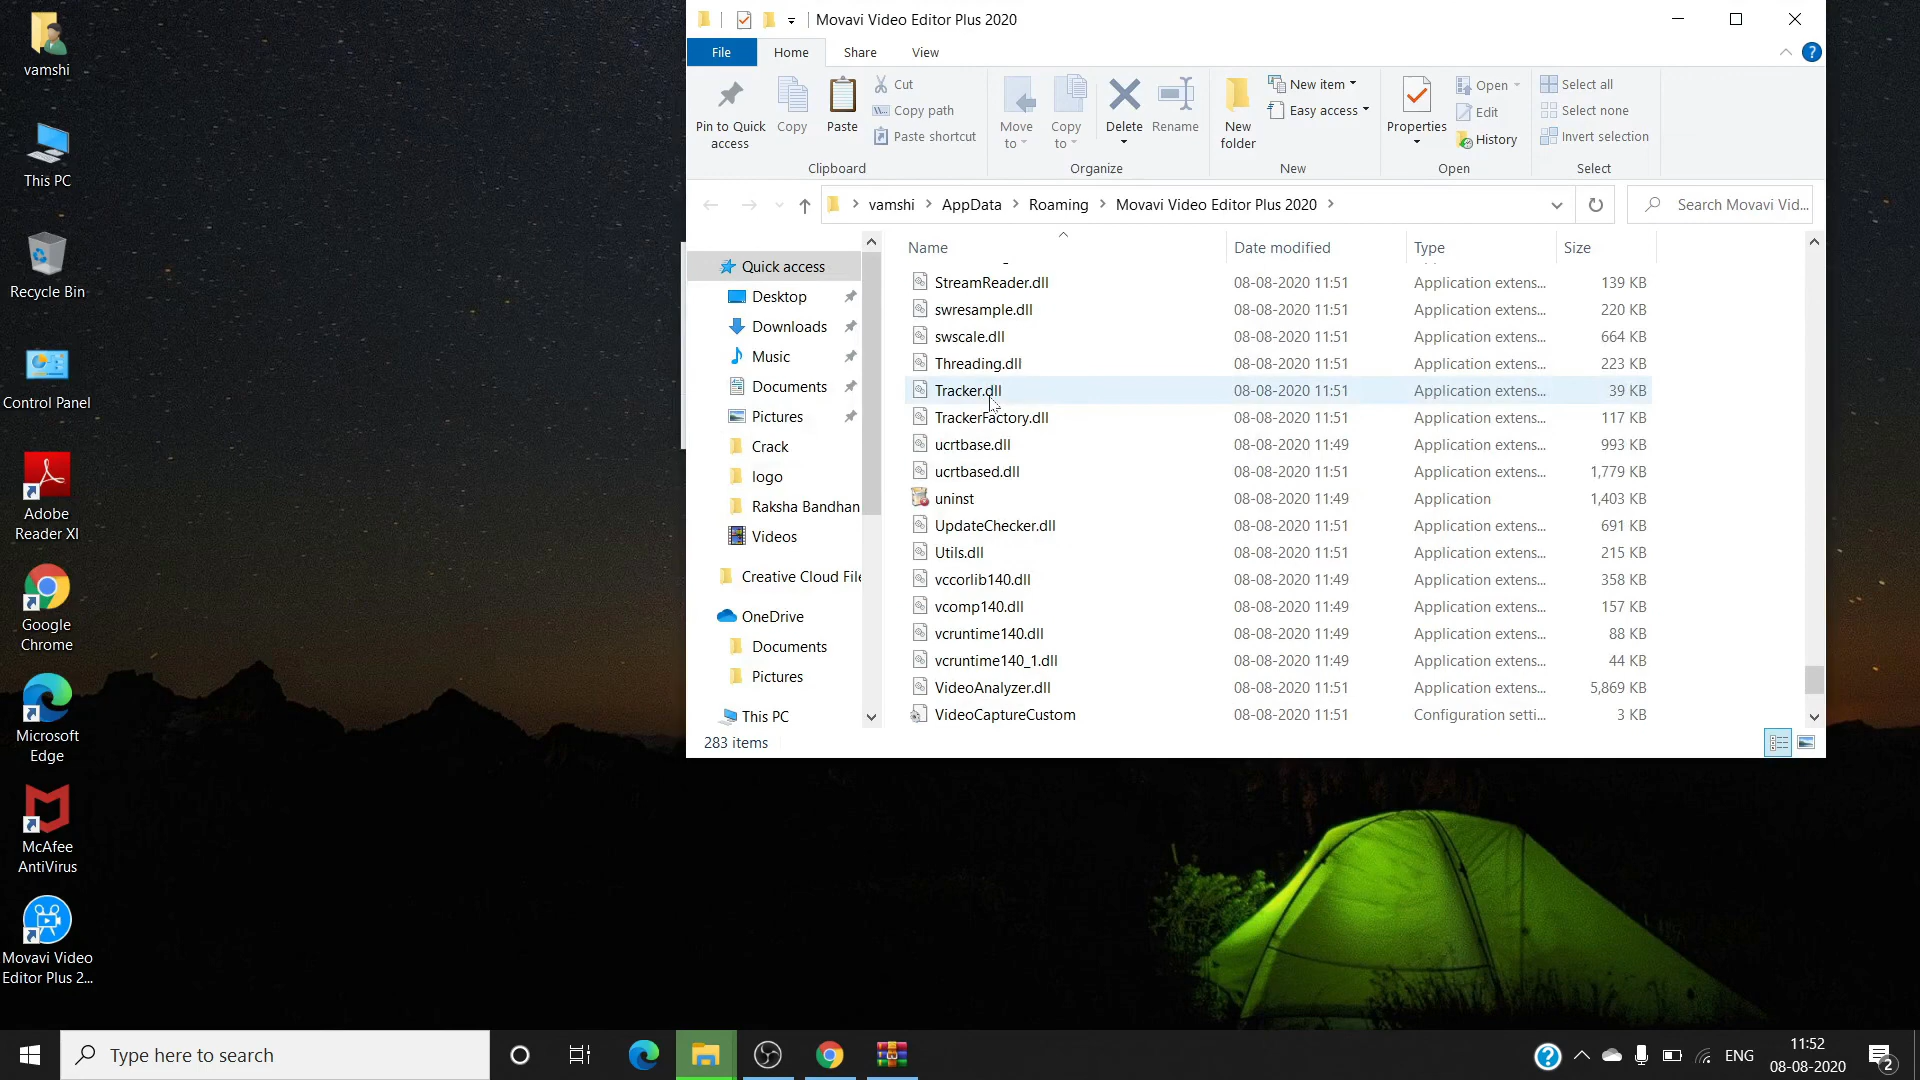 vamshi
This PC
Recycle Bin
Control Panel
Adobe
Reader XI
Google
Chrome
Microsoft
Edge
McAfee
AntiVirus
Movavi Video
Editor Plus 2...
Movavi Video Editor Plus 2020
File Home Share View
Pin to Quick
access
Copy
Paste
Cut
Copy path
Paste shortcut
Clipboard
Move
to
Copy
to
Delete
Rename
Organize
New
folder
New item
Easy access
New
Properties
Open
Edit
History
Open
Select all
Select none
Invert selection
Select
vamshi AppData Roaming Movavi Video Editor Plus 2020
Search Movavi Vid...
Quick access
Desktop
Downloads
Music
Documents
Pictures
Crack
logo
Raksha Bandhan
Videos
Creative Cloud File
OneDrive
Documents
Pictures
This PC
Name Date modified Type Size
StreamReader.dll 08-08-2020 11:51 Application extens... 139 KB
swresample.dll 08-08-2020 11:51 Application extens... 220 KB
swscale.dll 08-08-2020 11:51 Application extens... 664 KB
Threading.dll 08-08-2020 11:51 Application extens... 223 KB
Tracker.dll 08-08-2020 11:51 Application extens... 39 KB
TrackerFactory.dll 08-08-2020 11:51 Application extens... 117 KB
ucrtbase.dll 08-08-2020 11:49 Application extens... 993 KB
ucrtbased.dll 08-08-2020 11:51 Application extens... 1,779 KB
uninst 08-08-2020 11:49 Application 1,403 KB
UpdateChecker.dll 08-08-2020 11:51 Application extens... 691 KB
Utils.dll 08-08-2020 11:51 Application extens... 215 KB
vccorlib140.dll 08-08-2020 11:49 Application extens... 358 KB
vcomp140.dll 08-08-2020 11:49 Application extens... 157 KB
vcruntime140.dll 08-08-2020 11:49 Application extens... 88 KB
vcruntime140_1.dll 08-08-2020 11:49 Application extens... 44 KB
VideoAnalyzer.dll 08-08-2020 11:51 Application extens... 5,869 KB
VideoCaptureCustom 08-08-2020 11:51 Configuration setti... 3 KB
283 items
Type here to search
ENG
11:52
08-08-2020
2